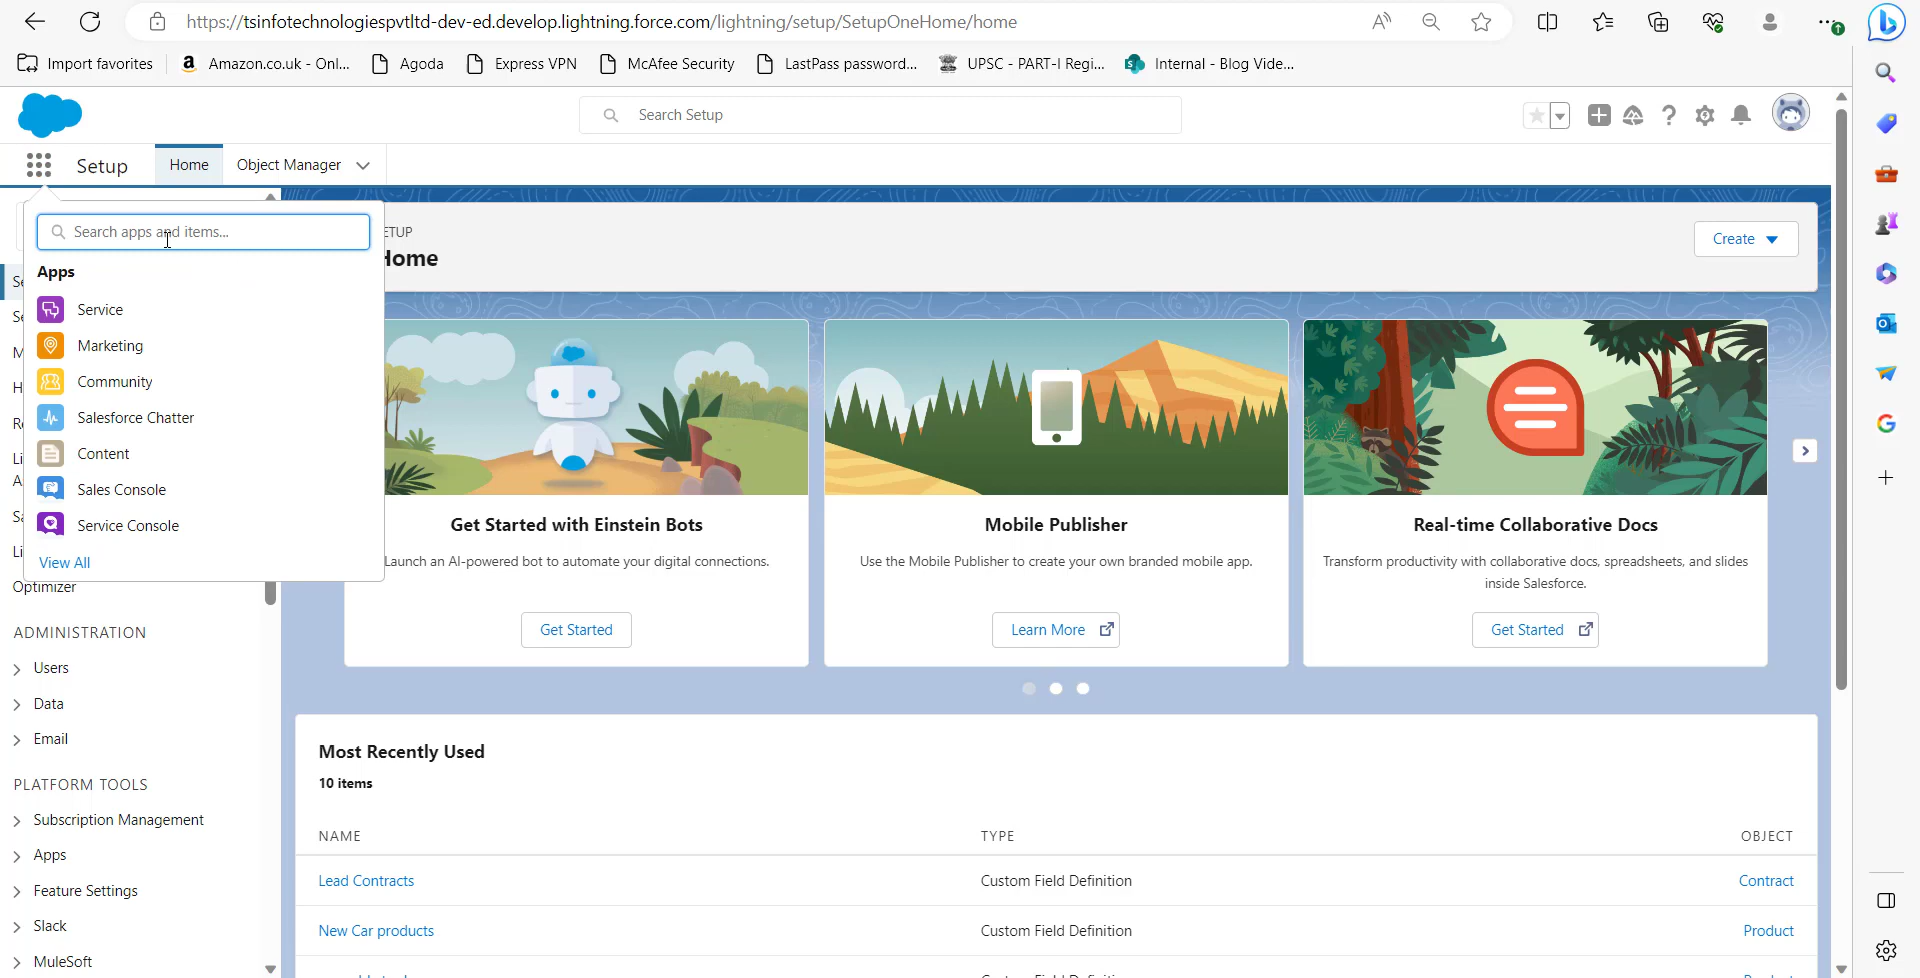 https://tsinfotechnologiespvtltd-dev-ed.develop.lightning.force.com/lightning/setup/SetupOneHome/home
Import favorites
Amazon.co.uk - Onl...
Agoda
Express VPN
McAfee Security
LastPass password...
UPSC - PART-I Regi...
Internal - Blog Vide...
Search Setup
Setup
Home
Object Manager
Search apps and items...
Apps
Service
Marketing
Community
Salesforce Chatter
Content
Sales Console
Service Console
View All
Optimizer
ADMINISTRATION
Users
Data
Email
PLATFORM TOOLS
Subscription Management
Apps
Feature Settings
Slack
MuleSoft
ETUP
Home
Create
Get Started with Einstein Bots
Launch an AI-powered bot to automate your digital connections.
Get Started
Mobile Publisher
Use the Mobile Publisher to create your own branded mobile app.
Learn More
Real-time Collaborative Docs
Transform productivity with collaborative docs, spreadsheets, and slides
inside Salesforce.
Get Started
Most Recently Used
10 items
NAME TYPE OBJECT
Lead Contracts Custom Field Definition Contract
New Car products Custom Field Definition Product